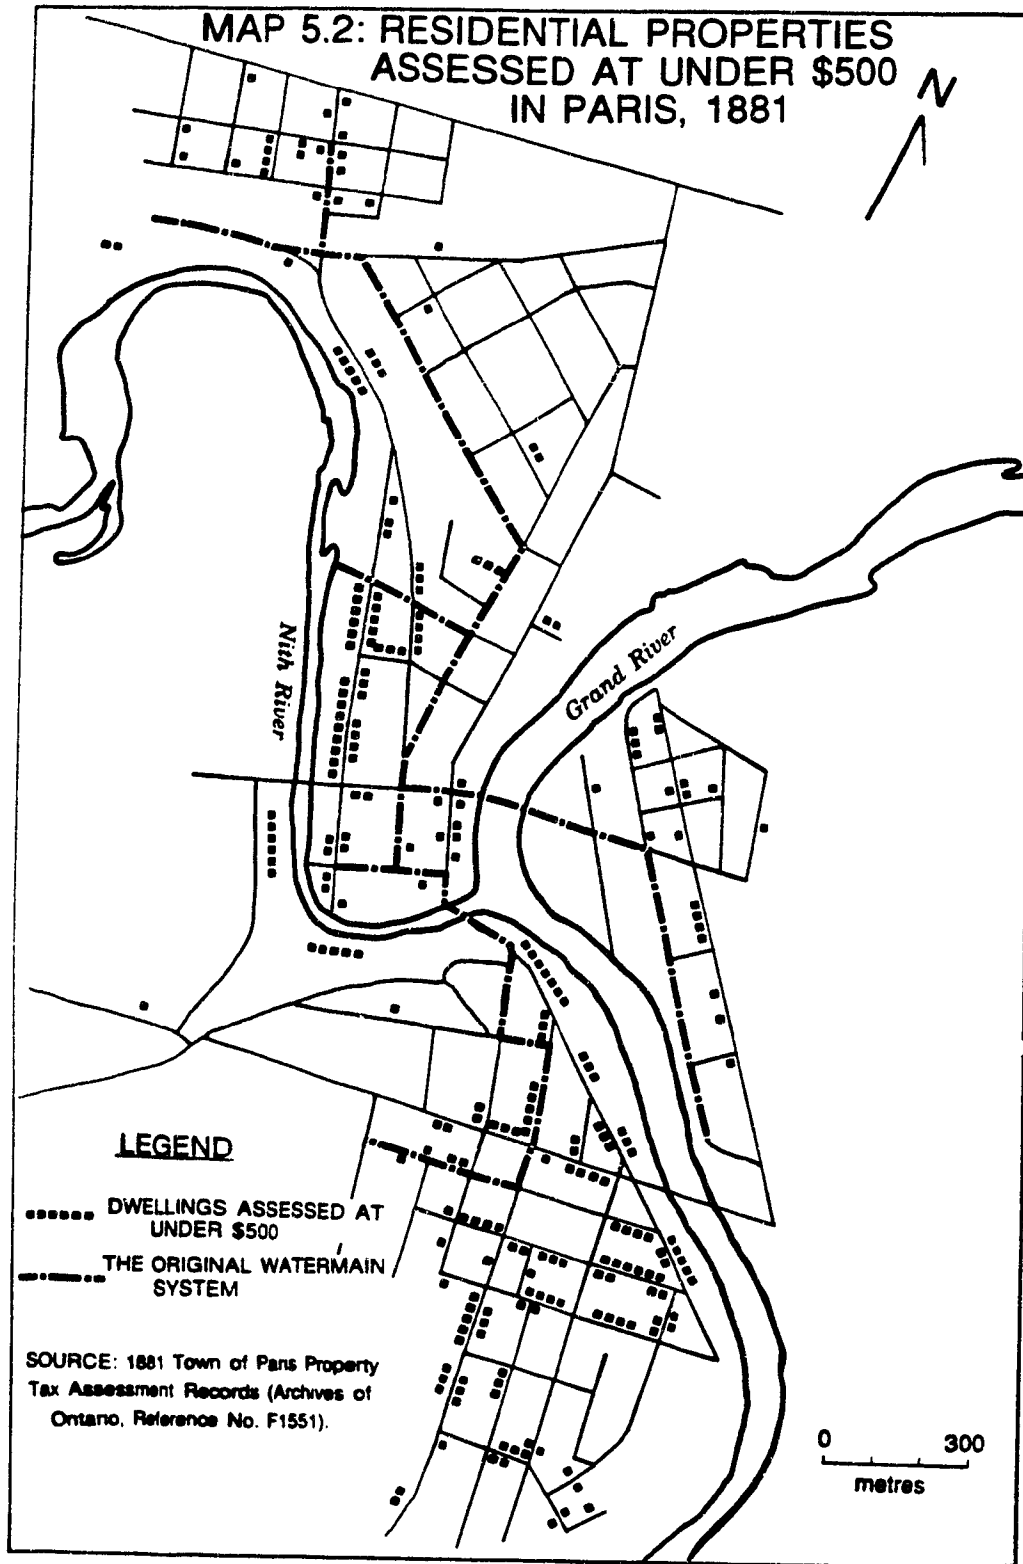 MAP 5.2: RESIDENTIAL PROPERTIES
ASSESSED AT UNDER $500
IN PARIS, 1881
N
Nith River
Grand River
LEGEND
DWELLINGS ASSESSED AT
UNDER $500
THE ORIGINAL WATERMAIN
SYSTEM
SOURCE: 1881 Town of Paris Property
Tax Assessment Records (Archives of
Ontario, Reference No. F1551).
0 300
metres